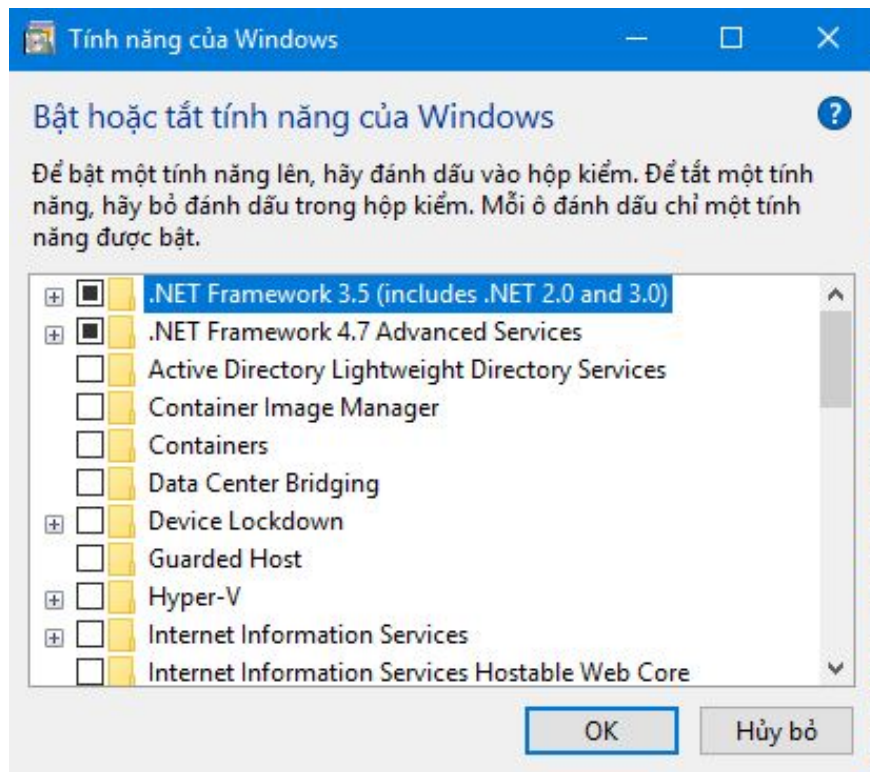 Tính năng của Windows
Bật hoặc tắt tính năng của Windows
Để bật một tính năng lên, hãy đánh dấu vào hộp kiểm. Để tắt một tính
năng, hãy bỏ đánh dấu trong hộp kiểm. Mỗi ô đánh dấu chỉ một tính
năng được bật.
.NET Framework 3.5 (includes .NET 2.0 and 3.0)
.NET Framework 4.7 Advanced Services
Active Directory Lightweight Directory Services
Container Image Manager
Containers
Data Center Bridging
Device Lockdown
Guarded Host
Hyper-V
Internet Information Services
Internet Information Services Hostable Web Core
OK Hủy bỏ